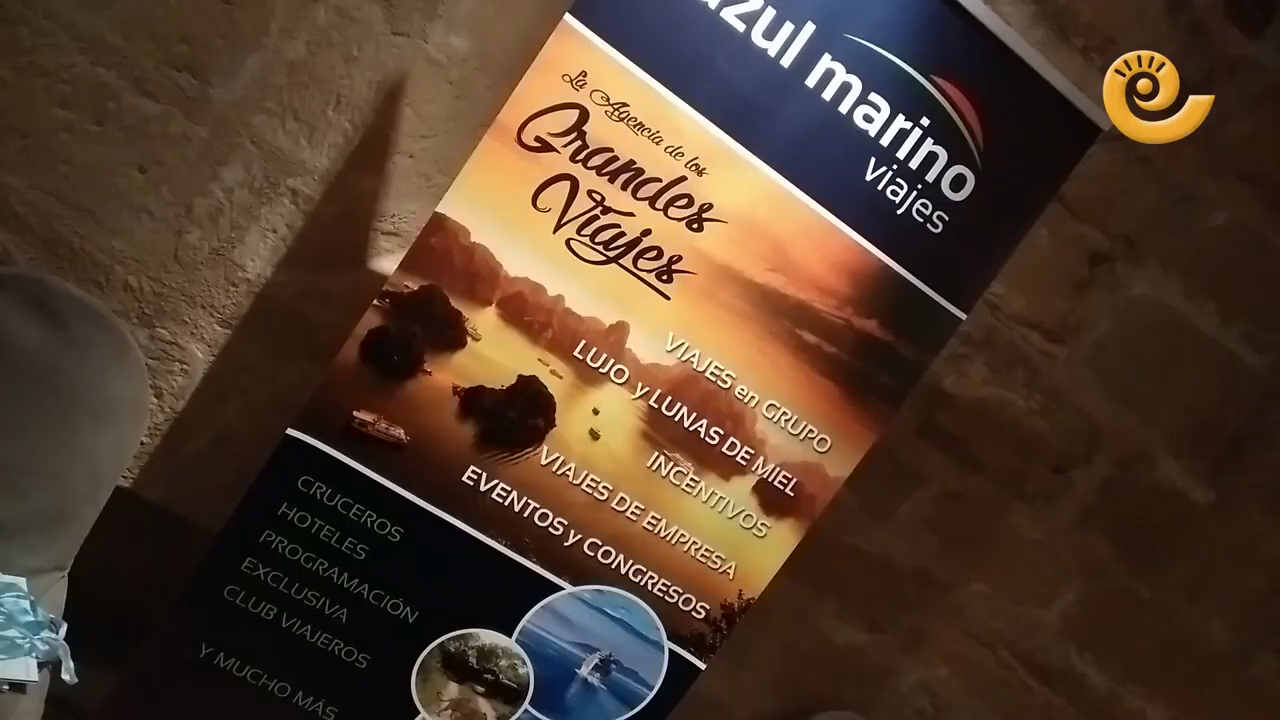 azul marino
viajes
La Agencia de los
Grandes
Viajes
VIAJES en GRUPO
LUJO y LUNAS DE MIEL
INCENTIVOS
VIAJES DE EMPRESA
EVENTOS y CONGRESOS
CRUCEROS
HOTELES
PROGRAMACIÓN
EXCLUSIVA
CLUB VIAJEROS
Y MUCHO MÁS